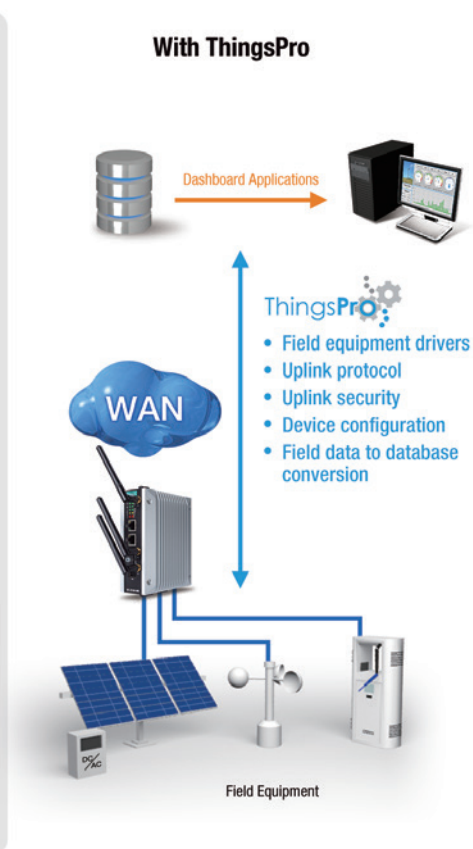 With ThingsPro
Dashboard Applications
ThingsPro
• Field equipment drivers
• Uplink protocol
• Uplink security
• Device configuration
• Field data to database
conversion
WAN
DC/AC
Field Equipment